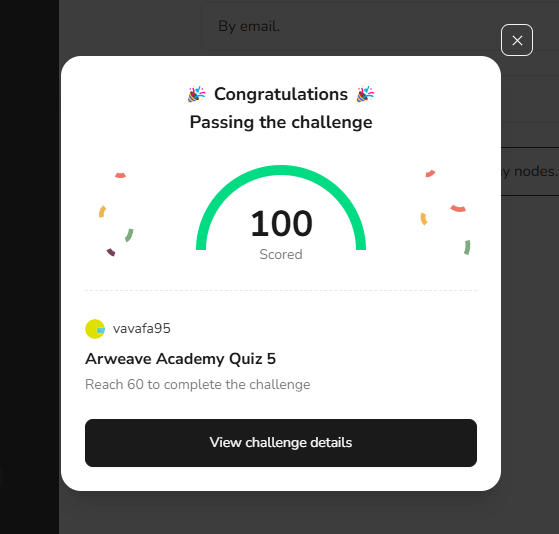 By email.
y nodes.
🎉 Congratulations 🎉
Passing the challenge
100
Scored
vavafa95
Arweave Academy Quiz 5
Reach 60 to complete the challenge
View challenge details